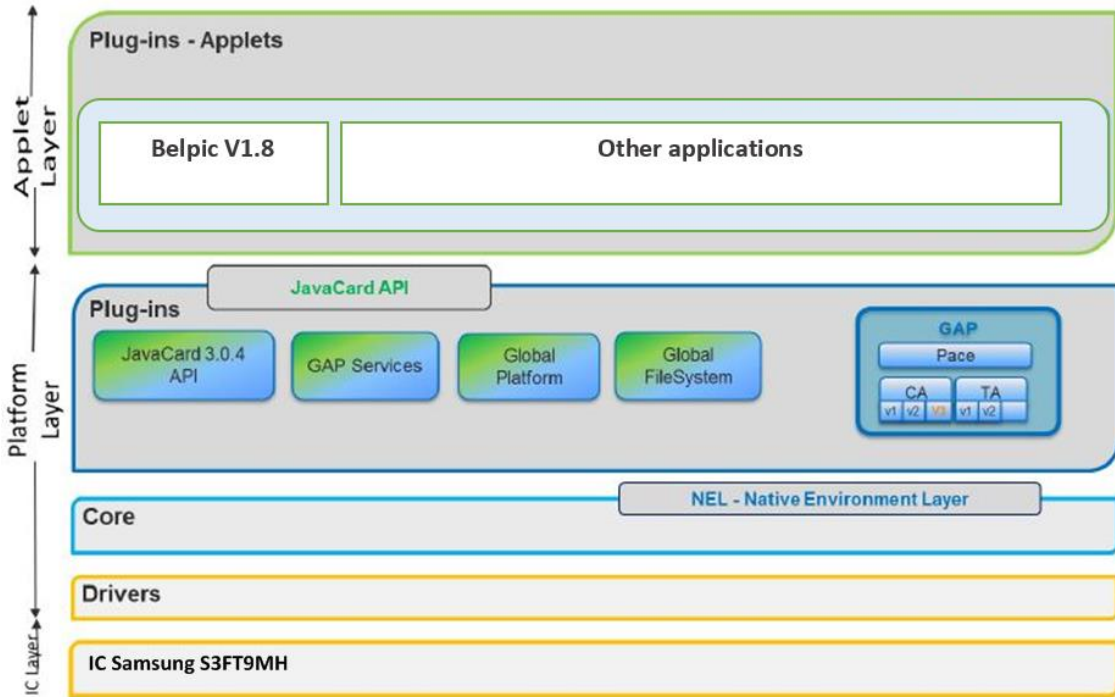 Applet
Layer
Plug-ins - Applets
Belpic V1.8
Other applications
Platform
Layer
JavaCard API
Plug-ins
JavaCard 3.0.4
API
GAP Services
Global
Platform
Global
FileSystem
GAP
Pace
CA
TA
v1 v2 V3 v1 v2
NEL - Native Environment Layer
Core
Drivers
IC Layer
IC Samsung S3FT9MH